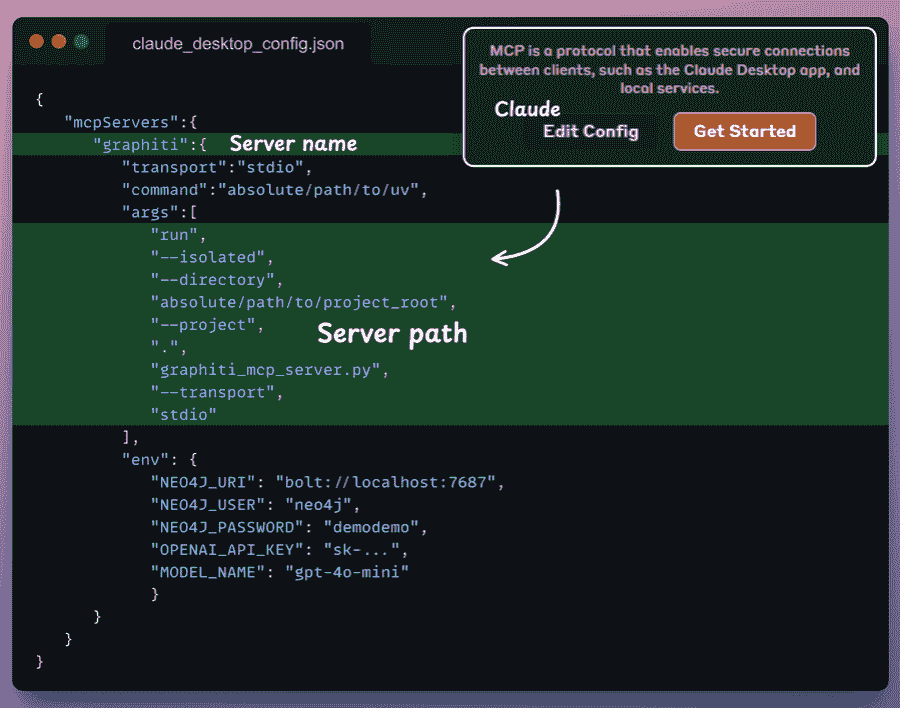 claude_desktop_config.json
MCP is a protocol that enables secure connections
between clients, such as the Claude Desktop app, and
local services.
Claude
Edit Config
Get Started
{
"mcpServers":{
"graphiti":{ Server name
"transport":"stdio",
"command":"absolute/path/to/uv",
"args":[
"run",
"--isolated",
"--directory",
"absolute/path/to/project_root",
"--project",
Server path
".",
"graphiti_mcp_server.py",
"--transport",
"stdio"
],
"env": {
"NEO4J_URI": "bolt://localhost:7687",
"NEO4J_USER": "neo4j",
"NEO4J_PASSWORD": "demodemo",
"OPENAI_API_KEY": "sk-...",
"MODEL_NAME": "gpt-4o-mini"
}
}
}
}